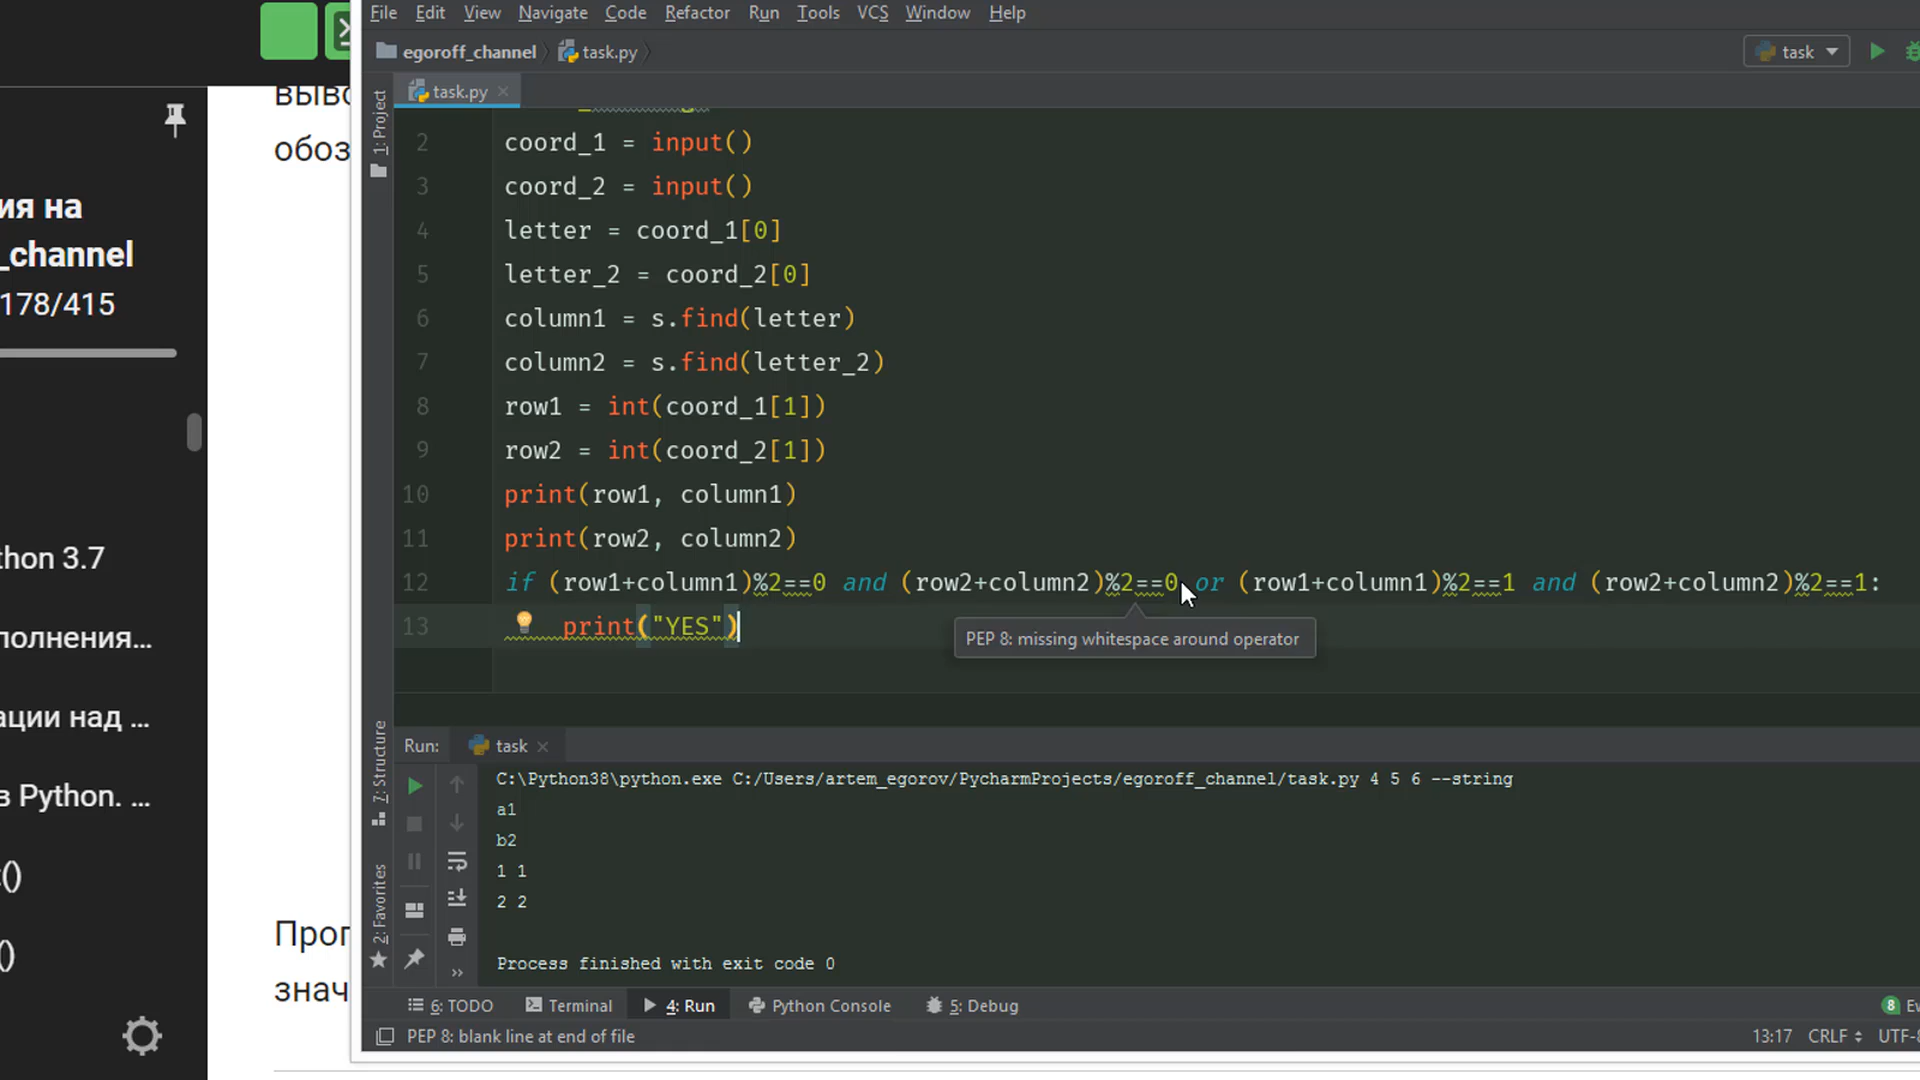 File Edit View Navigate Code Refactor Run Tools VCS Window Help
egoroff_channel task.py
task
task.py
1: Project
2 coord_1 = input()
3 coord_2 = input()
4 letter = coord_1[0]
5 letter_2 = coord_2[0]
6 column1 = s.find(letter)
7 column2 = s.find(letter_2)
8 row1 = int(coord_1[1])
9 row2 = int(coord_2[1])
10 print(row1, column1)
11 print(row2, column2)
12 if (row1+column1)%2==0 and (row2+column2)%2==0 or (row1+column1)%2==1 and (row2+column2)%2==1:
13 print("YES")
PEP 8: missing whitespace around operator
7: Structure
2: Favorites
Run: task
C:\Python38\python.exe C:/Users/artem_egorov/PycharmProjects/egoroff_channel/task.py 4 5 6 --string
a1
b2
1 1
2 2
Process finished with exit code 0
6: TODO Terminal 4: Run Python Console 5: Debug
8 Ev
PEP 8: blank line at end of file
13:17 CRLF UTF-8
ия на
_channel
178/415
thon 3.7
полнения...
ации над ...
в Python. ...
()
()
выво
обоз
Прог
знач